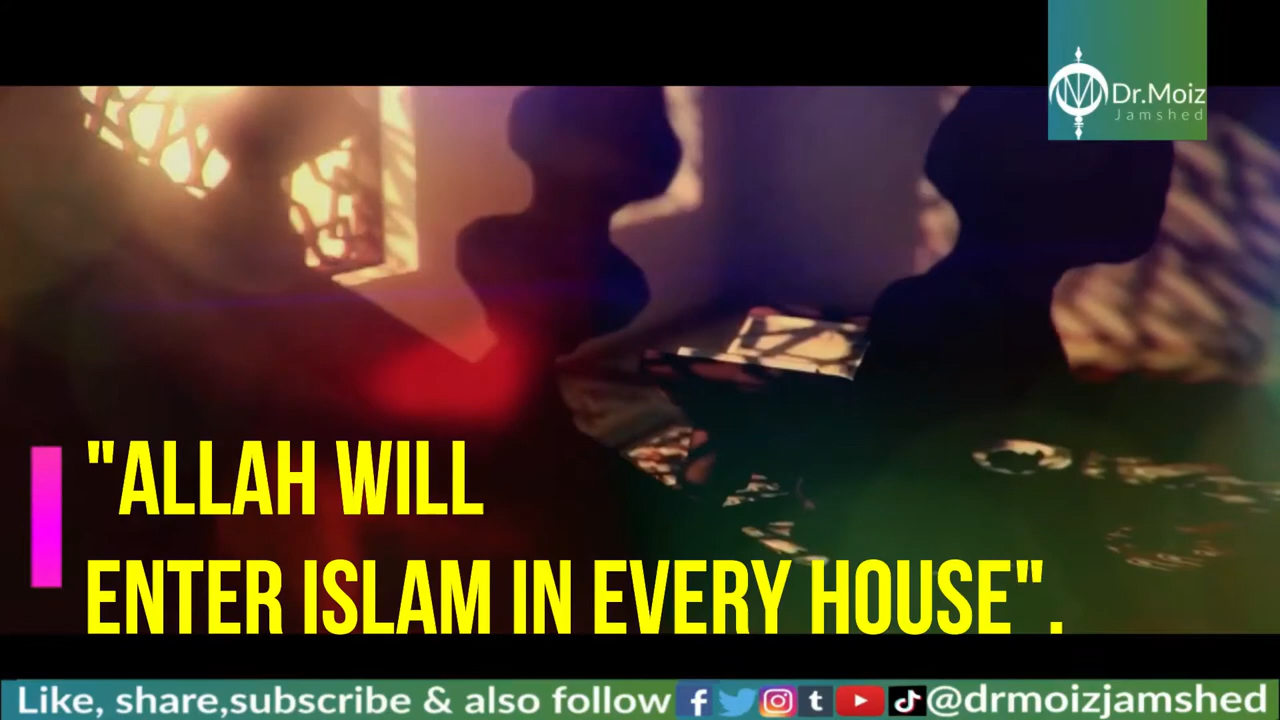 Dr.Moiz
Jamshed
"ALLAH WILL
ENTER ISLAM IN EVERY HOUSE".
Like, share,subscribe & also follow @drmoizjamshed